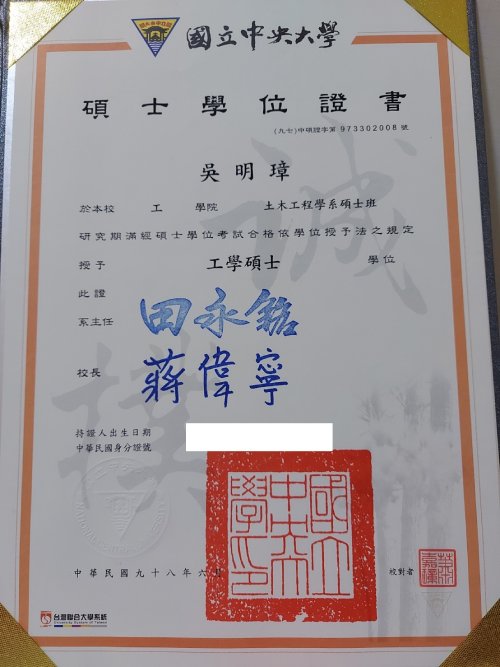 國立中央大學
碩士學位證書
(九七)中碩證字第 973302008 號
吳明璋
於本校 工 學院 土木工程學系碩士班
研究期滿經碩士學位考試合格依學位授予法之規定
授予 工學碩士 學位
此證
系主任 田永銘
校長 蔣偉寧
持證人出生日期
中華民國身分證號
國立中央大學印
中華民國九十八年六
校對者
台灣聯合大學系統
University System of Taiwan
誠
樸